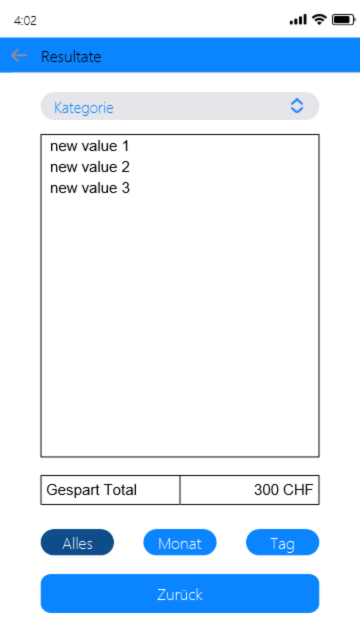 4:02
Resultate
Kategorie
new value 1
new value 2
new value 3
Gespart Total 300 CHF
Alles Monat Tag
Zurück